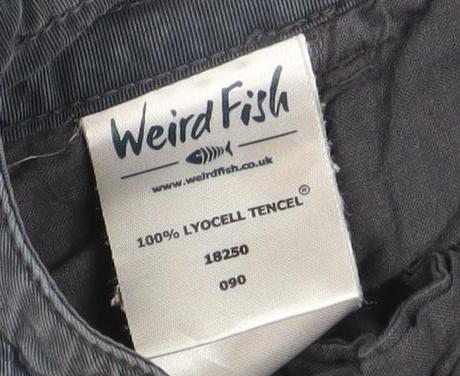 Weird Fish
www.weirdfish.co.uk
100% LYOCELL TENCEL®
18250
090